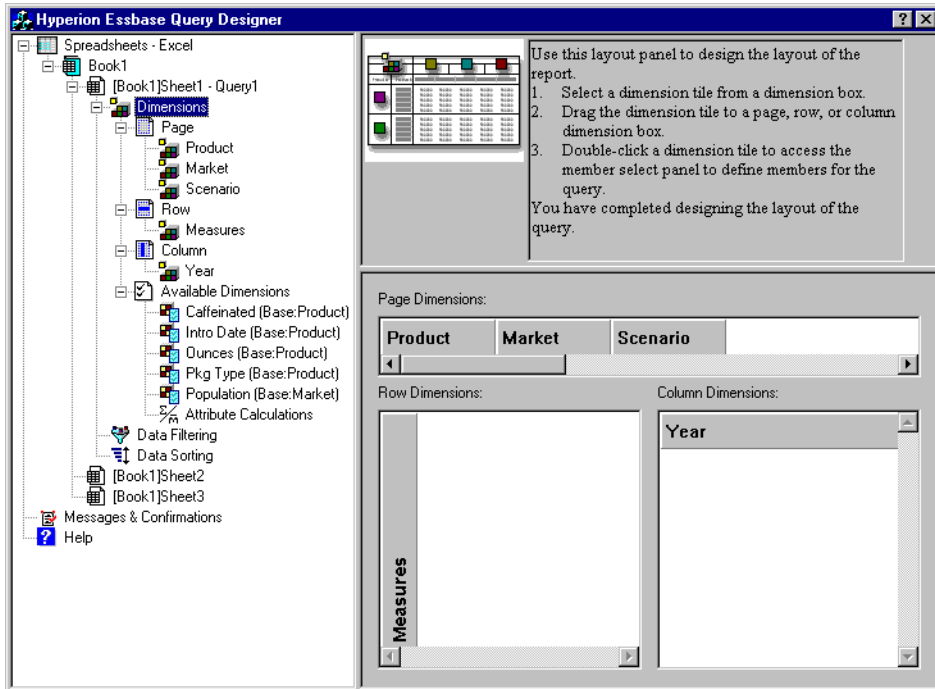 Hyperion Essbase Query Designer
Spreadsheets - Excel
Book1
[Book1]Sheet1 - Query1
Dimensions
Page
Product
Market
Scenario
Row
Measures
Column
Year
Available Dimensions
Caffeinated (Base:Product)
Intro Date (Base:Product)
Ounces (Base:Product)
Pkg Type (Base:Product)
Population (Base:Market)
Attribute Calculations
Data Filtering
Data Sorting
[Book1]Sheet2
[Book1]Sheet3
Messages & Confirmations
Help
Use this layout panel to design the layout of the
report.
1. Select a dimension tile from a dimension box.
2. Drag the dimension tile to a page, row, or column
dimension box.
3. Double-click a dimension tile to access the
member select panel to define members for the
query.
You have completed designing the layout of the
query.
Page Dimensions:
Product Market Scenario
Row Dimensions:
Measures
Column Dimensions:
Year